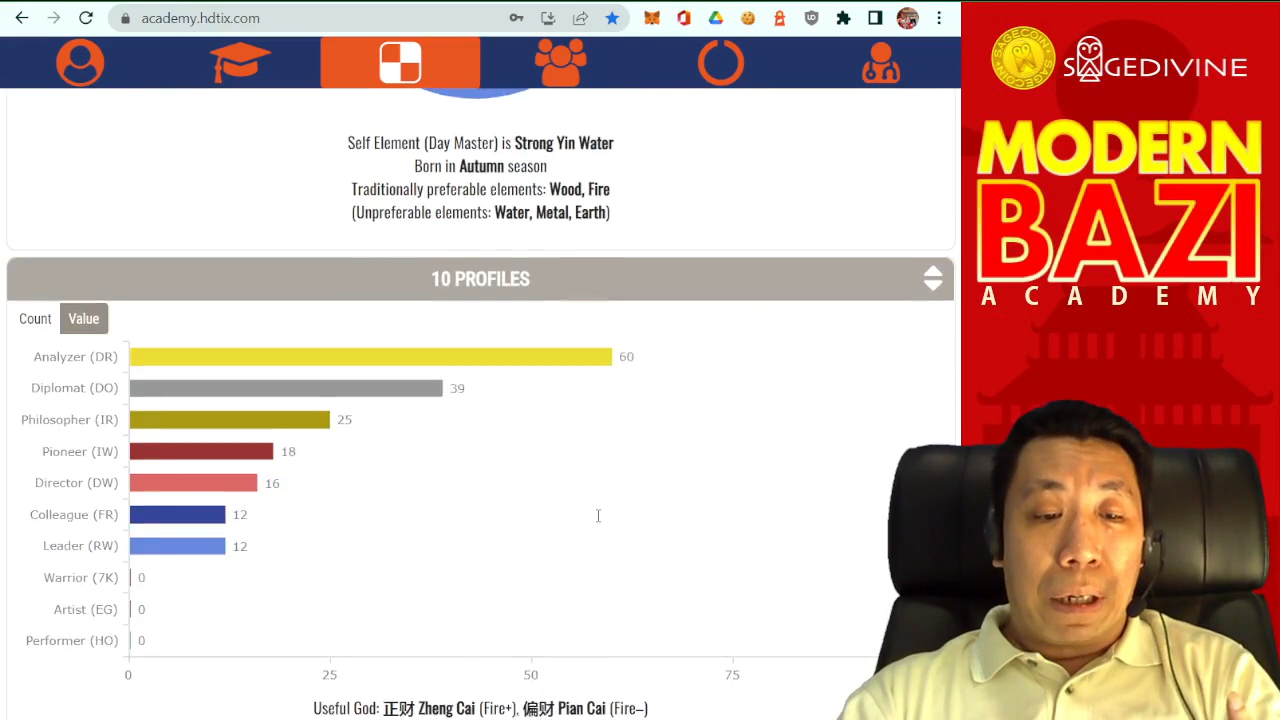 academy.hdtix.com
SAGECOIN
SAGEDIVINE
MODERN
BAZI
ACADEMY
Self Element (Day Master) is Strong Yin Water
Born in Autumn season
Traditionally preferable elements: Wood, Fire
(Unpreferable elements: Water, Metal, Earth)
10 PROFILES
Count Value
Analyzer (DR) 60
Diplomat (DO) 39
Philosopher (IR) 25
Pioneer (IW) 18
Director (DW) 16
Colleague (FR) 12
Leader (RW) 12
Warrior (7K) 0
Artist (EG) 0
Performer (HO) 0
0 25 50 75
Useful God: 正财 Zheng Cai (Fire+), 偏财 Pian Cai (Fire–)